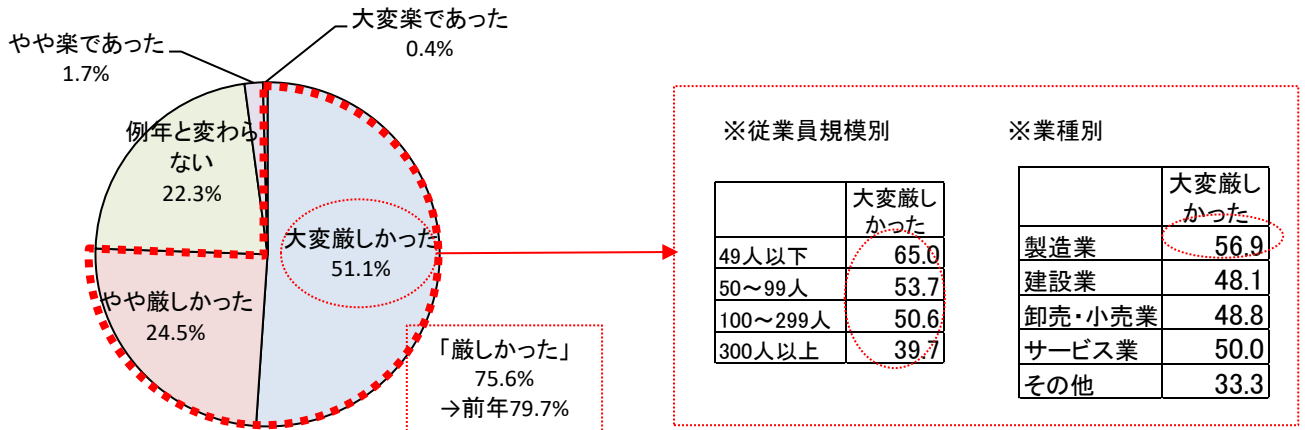 大変楽であった
0.4%
やや楽であった
1.7%
例年と変わら
ない
22.3%
大変厳しかった
51.1%
やや厳しかった
24.5%
「厳しかった」
75.6%
→前年79.7%
※従業員規模別
大変厳し
かった
49人以下 65.0
50～99人 53.7
100～299人 50.6
300人以上 39.7
※業種別
大変厳し
かった
製造業 56.9
建設業 48.1
卸売・小売業 48.8
サービス業 50.0
その他 33.3